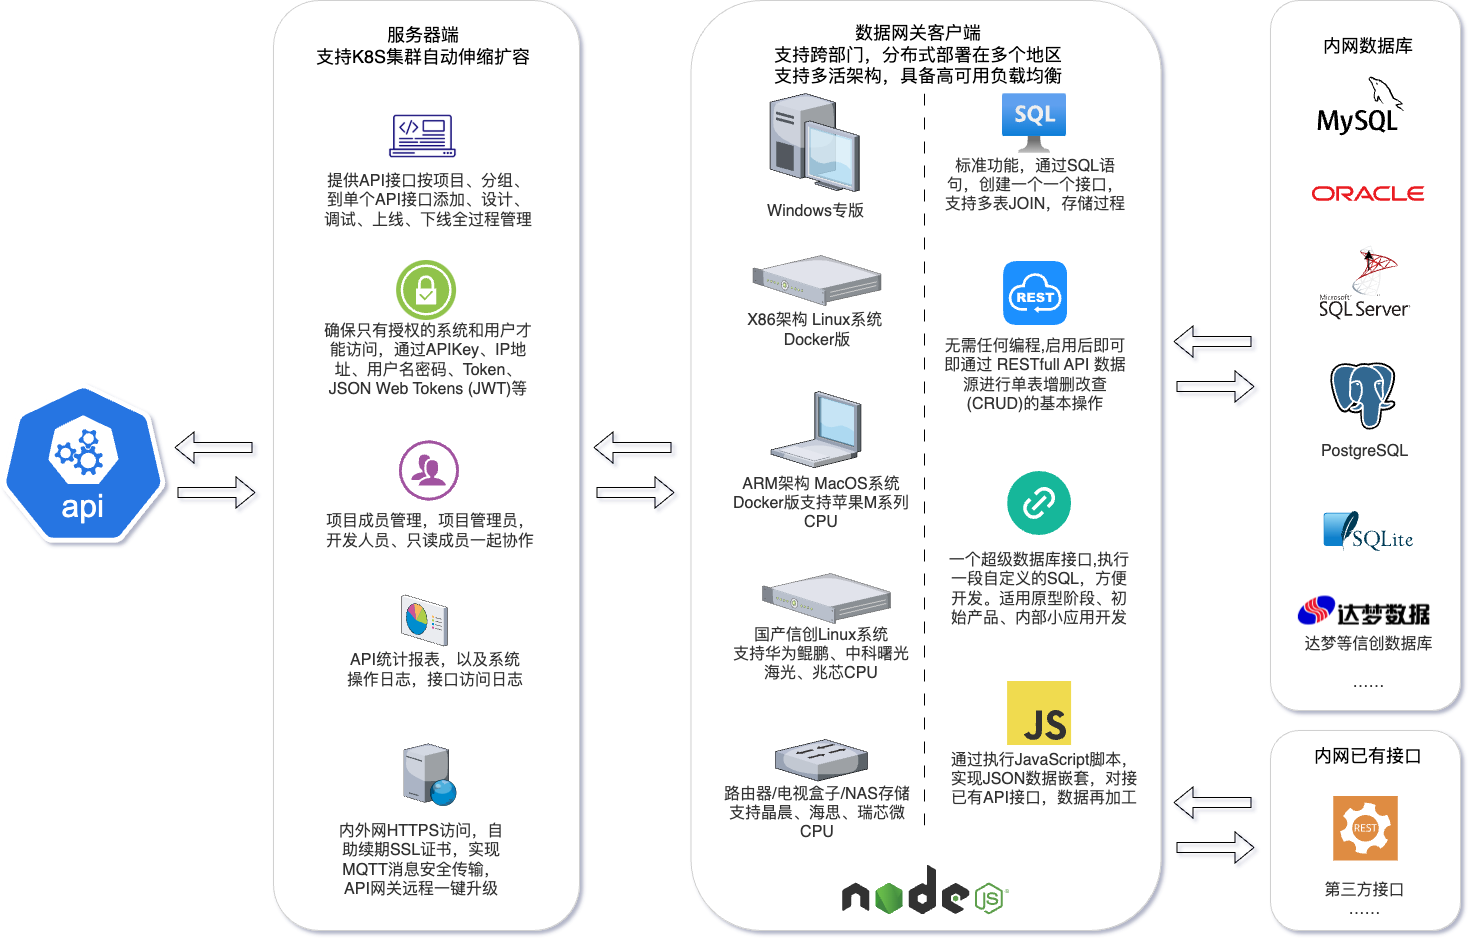 api
服务器端
支持K8S集群自动伸缩扩容
提供API接口按项目、分组、
到单个API接口添加、设计、
调试、上线、下线全过程管理
确保只有授权的系统和用户才
能访问，通过APIKey、IP地
址、用户名密码、Token、
JSON Web Tokens (JWT)等
项目成员管理，项目管理员，
开发人员、只读成员一起协作
API统计报表，以及系统
操作日志，接口访问日志
内外网HTTPS访问，自
助续期SSL证书，实现
MQTT消息安全传输，
API网关远程一键升级
数据网关客户端
支持跨部门，分布式部署在多个地区
支持多活架构，具备高可用负载均衡
Windows专版
X86架构 Linux系统
Docker版
ARM架构 MacOS系统
Docker版支持苹果M系列
CPU
国产信创Linux系统
支持华为鲲鹏、中科曙光
海光、兆芯CPU
路由器/电视盒子/NAS存储
支持晶晨、海思、瑞芯微
CPU
SQL
标准功能，通过SQL语
句，创建一个一个接口，
支持多表JOIN，存储过程
REST
无需任何编程,启用后即可
即通过 RESTfull API 数据
源进行单表增删改查
(CRUD)的基本操作
一个超级数据库接口,执行
一段自定义的SQL，方便
开发。适用原型阶段、初
始产品、内部小应用开发
JS
通过执行JavaScript脚本，
实现JSON数据嵌套，对接
已有API接口，数据再加工
node
JS
内网数据库
MySQL
ORACLE
Microsoft
SQL Server
PostgreSQL
SQLite
达梦数据
达梦等信创数据库
......
内网已有接口
REST
第三方接口
......